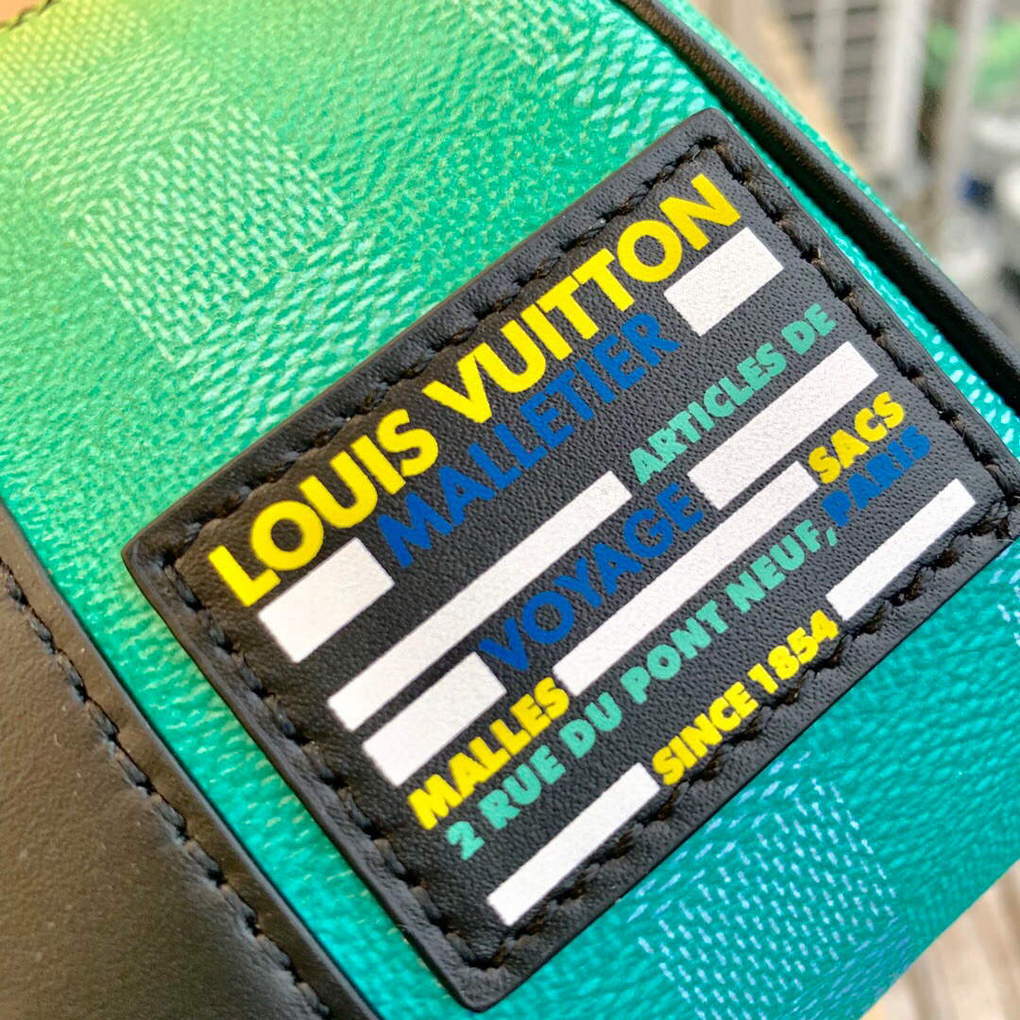 LOUIS VUITTON
MALLETIER
ARTICLES DE
VOYAGE
MALLES SACS
2 RUE DU PONT NEUF, PARIS
SINCE 1854